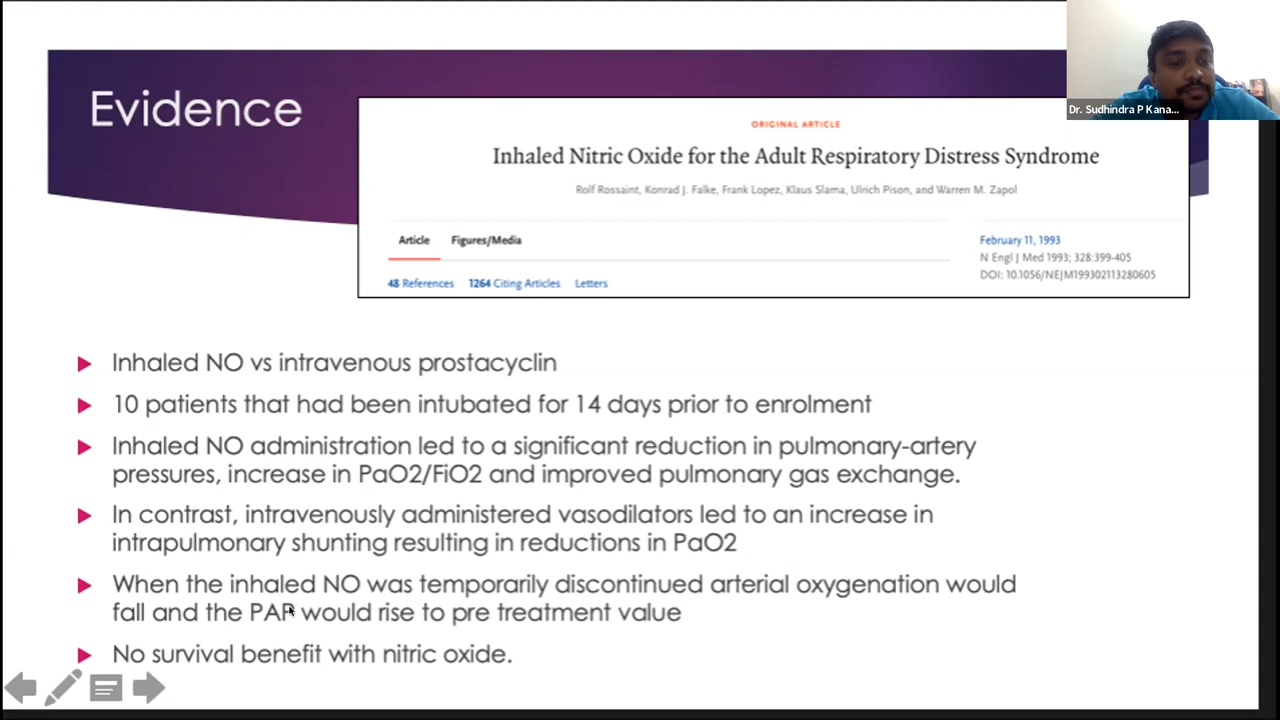 Evidence
Dr. Sudhindra P Kana...
ORIGINAL ARTICLE
Inhaled Nitric Oxide for the Adult Respiratory Distress Syndrome
Rolf Rossaint, Konrad J. Falke, Frank Lopez, Klaus Slama, Ulrich Pison, and Warren M. Zapol
Article Figures/Media
February 11, 1993
N Engl J Med 1993; 328:399-405
DOI: 10.1056/NEJM199302113280605
48 References 1264 Citing Articles Letters
Inhaled NO vs intravenous prostacyclin
10 patients that had been intubated for 14 days prior to enrolment
Inhaled NO administration led to a significant reduction in pulmonary-artery
pressures, increase in PaO2/FiO2 and improved pulmonary gas exchange.
In contrast, intravenously administered vasodilators led to an increase in
intrapulmonary shunting resulting in reductions in PaO2
When the inhaled NO was temporarily discontinued arterial oxygenation would
fall and the PAP would rise to pre treatment value
No survival benefit with nitric oxide.